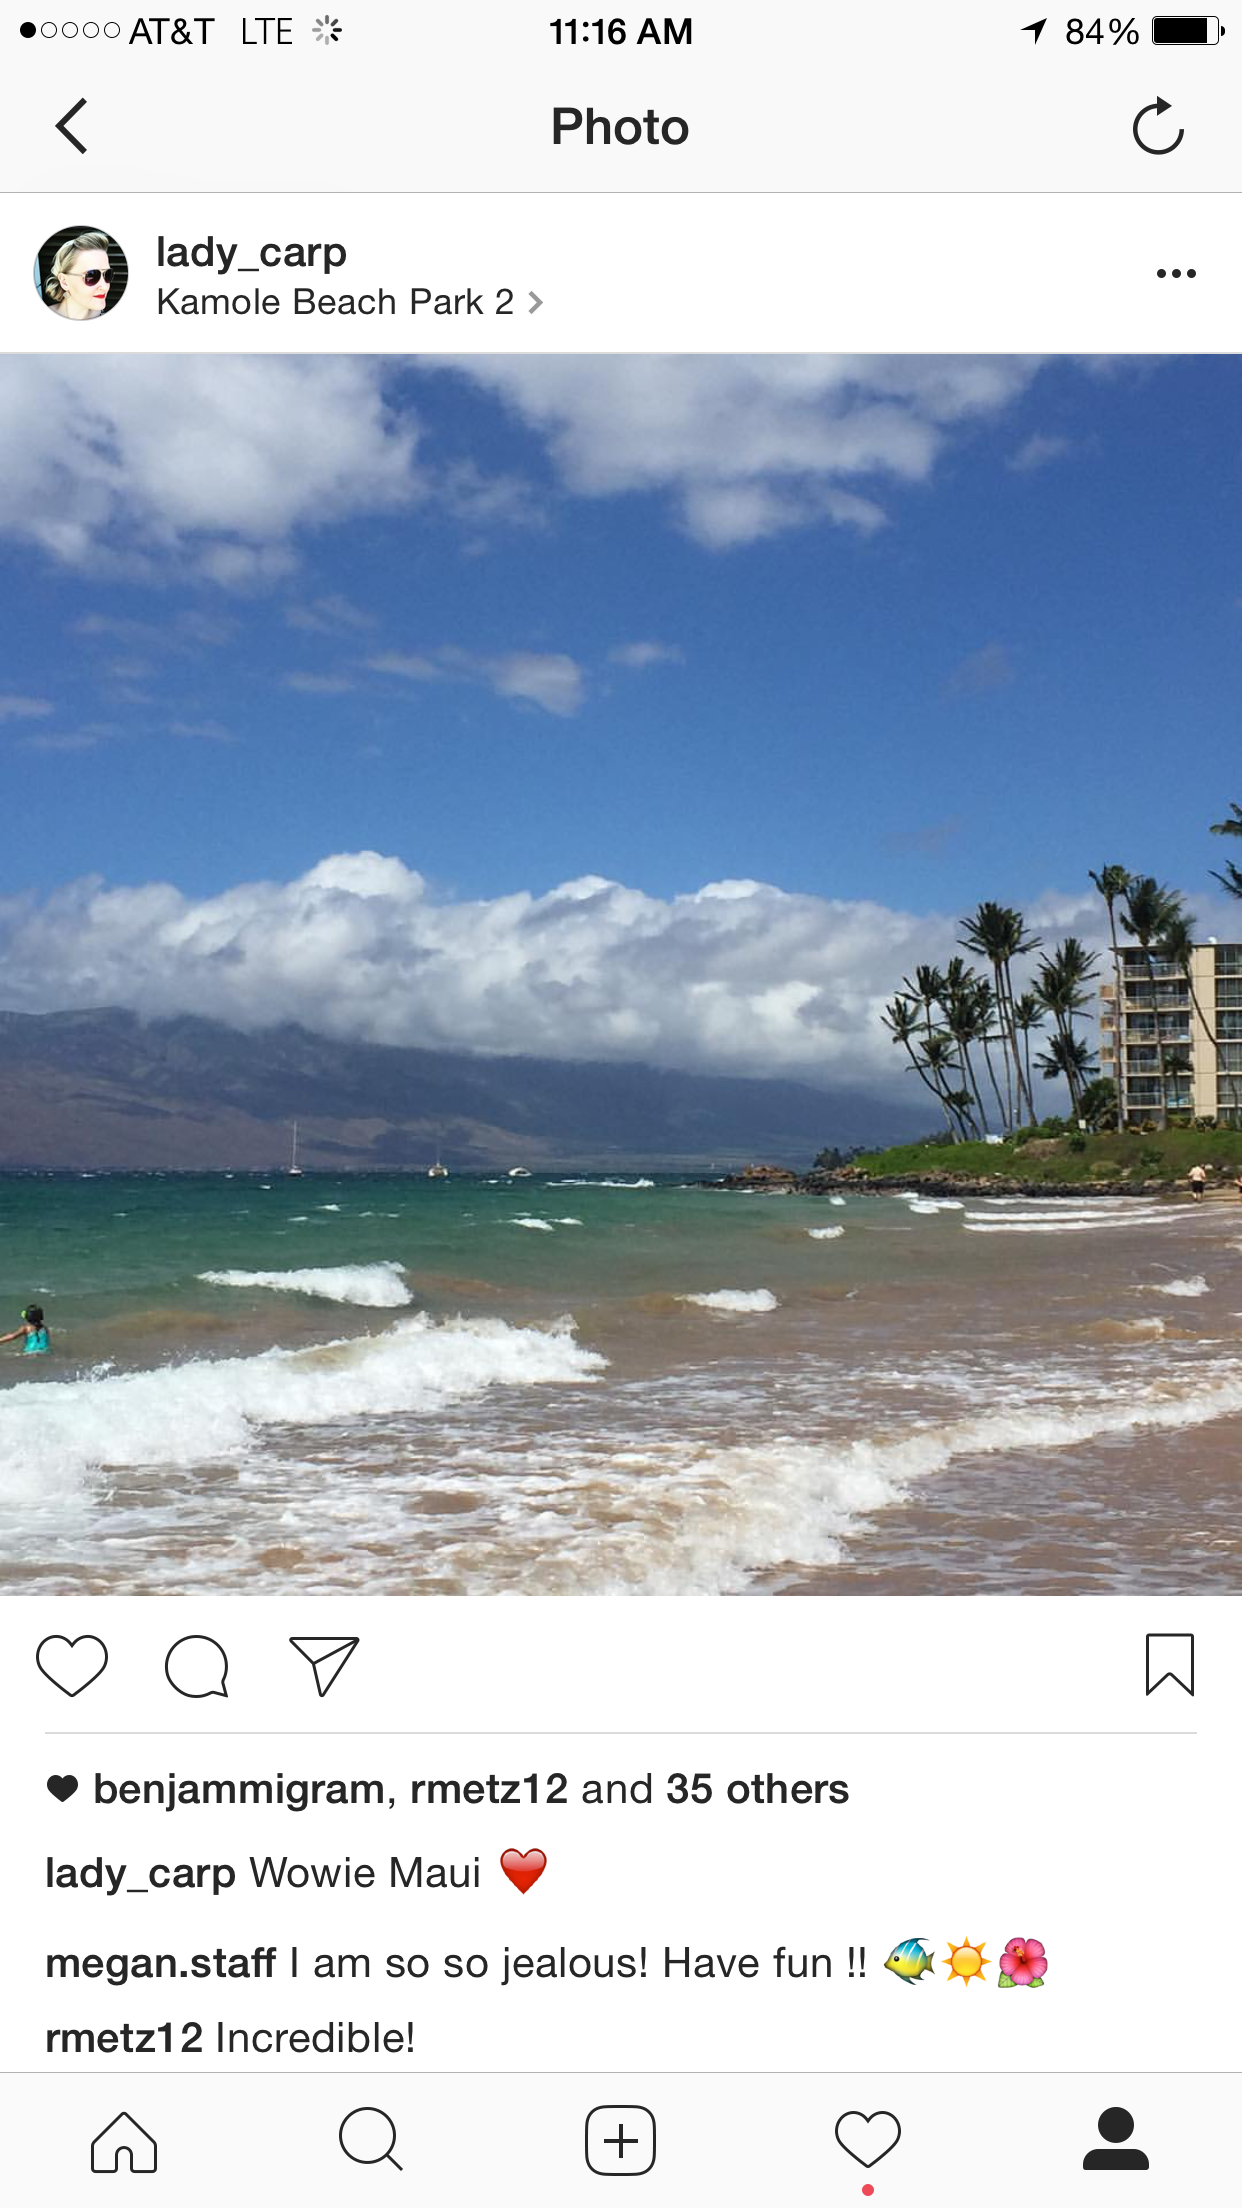 AT&T LTE 11:16 AM 84%
Photo
lady_carp
Kamole Beach Park 2
benjammigram, rmetz12 and 35 others
lady_carp Wowie Maui ❤️
megan.staff I am so so jealous! Have fun !! 🐠☀️🌺
rmetz12 Incredible!